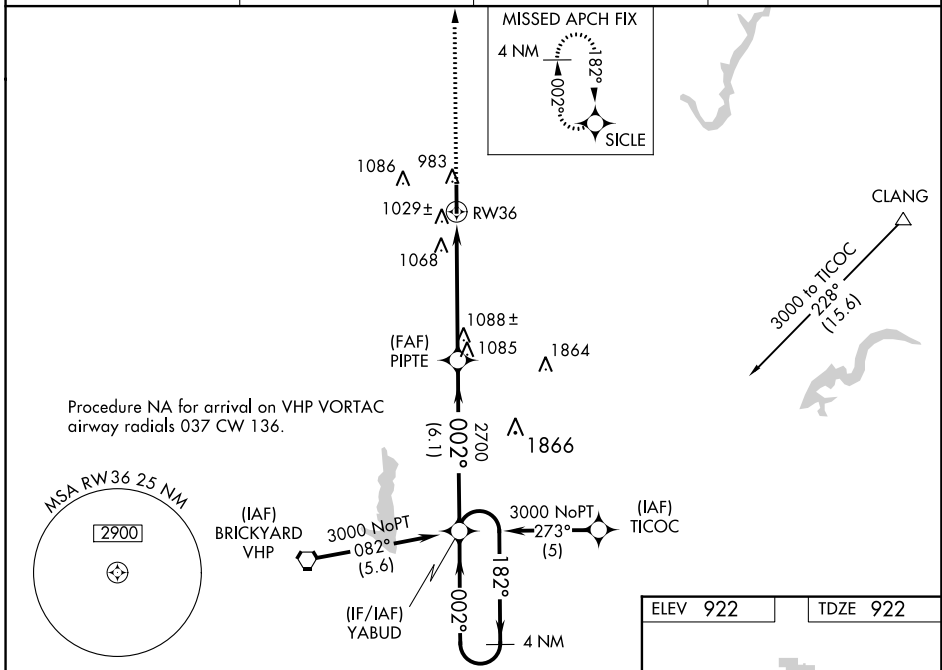 MISSED APCH FIX
4 NM
002°
182°
SICLE
1086
983
1029±
RW36
1068
CLANG
3000 to TICOC
228°
(15.6)
1088±
(FAF)
PIPTE
1085
1864
Procedure NA for arrival on VHP VORTAC
airway radials 037 CW 136.
2700
002°
(6.1)
1866
MSA RW36 25 NM
2900
(IAF)
BRICKYARD
VHP
3000 NoPT
082°
(5.6)
3000 NoPT
273°
(5)
(IAF)
TICOC
(IF/IAF)
YABUD
002°
182°
4 NM
ELEV 922
TDZE 922